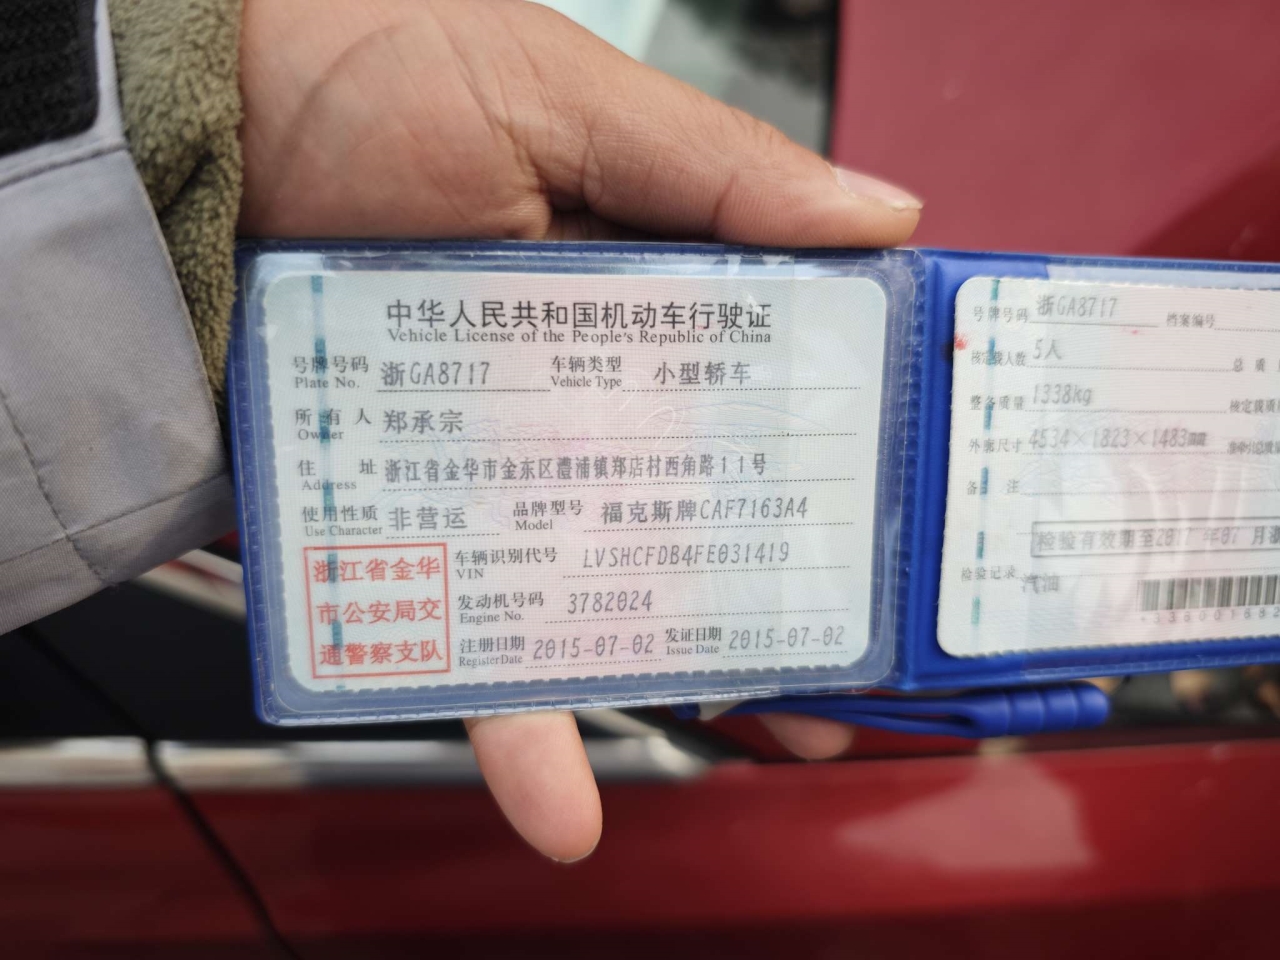 中华人民共和国机动车行驶证
Vehicle License of the People's Republic of China
号牌号码 浙GA8717 车辆类型 小型轿车
Plate No. Vehicle Type
所有人 郑承宗
Owner
住址 浙江省金华市金东区澧浦镇郑店村西角路11号
Address
使用性质 非营运 品牌型号 福克斯牌CAF7163A4
Use Character Model
浙江省金华
市公安局交
通警察支队
车辆识别代号 LVSHCFDB4FE031419
VIN
发动机号码 3782024
Engine No.
注册日期 2015-07-02 发证日期 2015-07-02
Register Date Issue Date
号牌号码 浙GA8717 档案编号
核定载人数 5人 总质
整备质量 1338kg 核定载质
外廓尺寸 4534×1823×1483mm
备注
检验有效期至2017年07月浙
检验记录 汽油